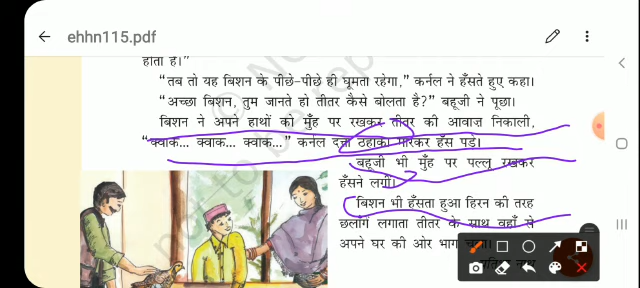 ehhn115.pdf
होता है।”
“तब तो यह बिशन के पीछे-पीछे ही घूमता रहेगा,” कर्नल ने हँसते हुए कहा।
“अच्छा बिशन, तुम जानते हो तीतर कैसे बोलता है?” बहूजी ने पूछा।
बिशन ने अपने हाथों को मुँह पर रखकर तीतर की आवाज़ निकाली,
“क्वाक... क्वाक... क्वाक...” कर्नल दत्ता ठहाका मारकर हँस पड़े।
बहूजी भी मुँह पर पल्लू रखकर
हँसने लगीं।
बिशन भी हँसता हुआ हिरन की तरह
छलाँगें लगाता तीतर के साथ वहाँ से
अपने घर की ओर भाग